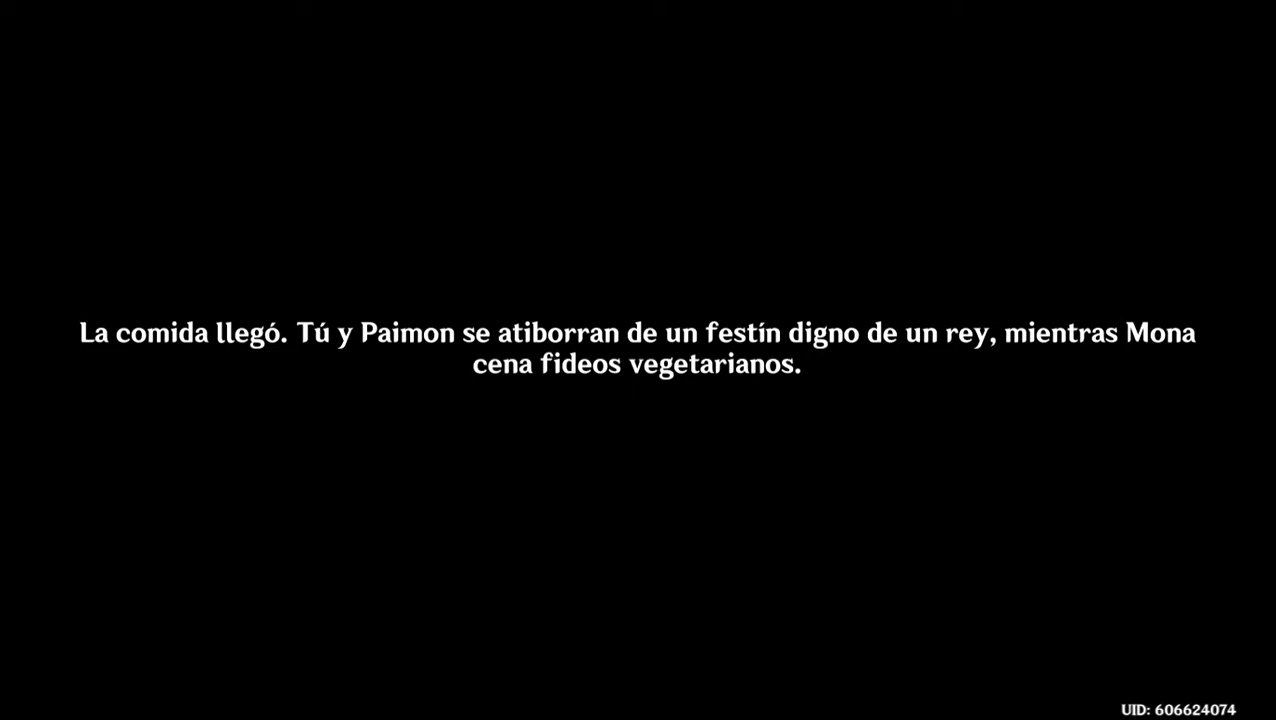 La comida llegó. Tú y Paimon se atiborran de un festín digno de un rey, mientras Mona
cena fideos vegetarianos.
UID: 606624074